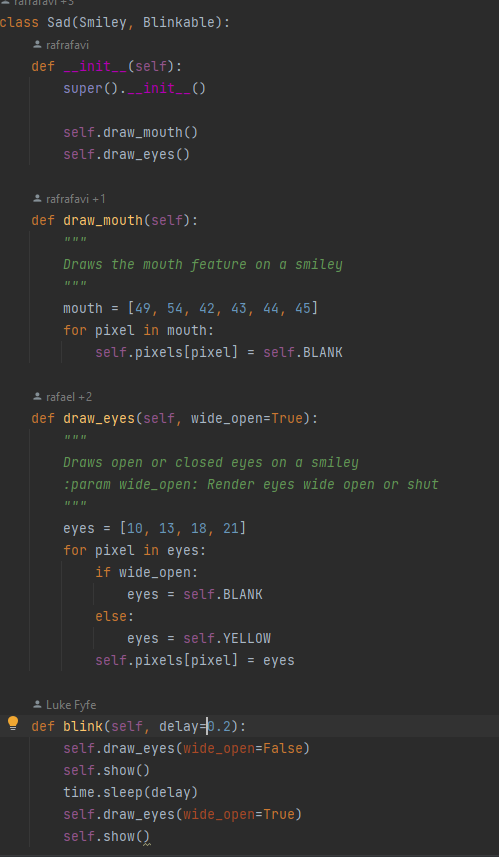 rafrafavi +3
class Sad(Smiley, Blinkable):
rafrafavi
    def __init__(self):
        super().__init__()

        self.draw_mouth()
        self.draw_eyes()

rafrafavi +1
    def draw_mouth(self):
        """
        Draws the mouth feature on a smiley
        """
        mouth = [49, 54, 42, 43, 44, 45]
        for pixel in mouth:
            self.pixels[pixel] = self.BLANK

rafael +2
    def draw_eyes(self, wide_open=True):
        """
        Draws open or closed eyes on a smiley
        :param wide_open: Render eyes wide open or shut
        """
        eyes = [10, 13, 18, 21]
        for pixel in eyes:
            if wide_open:
                eyes = self.BLANK
            else:
                eyes = self.YELLOW
            self.pixels[pixel] = eyes

Luke Fyfe
    def blink(self, delay=0.2):
        self.draw_eyes(wide_open=False)
        self.show()
        time.sleep(delay)
        self.draw_eyes(wide_open=True)
        self.show()